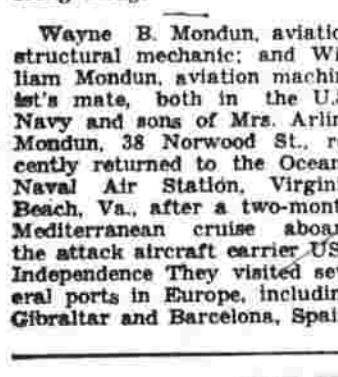 Wayne B. Mondun, aviatio
structural mechanic; and Wi
liam Mondun, aviation machin
ist's mate, both in the U.S
Navy and sons of Mrs. Arlin
Mondun, 38 Norwood St., r
cently returned to the Ocean
Naval Air Station, Virgini
Beach, Va., after a two-mont
Mediterranean cruise aboar
the attack aircraft carrier US
Independence They visited sev
eral ports in Europe, includin
Gibraltar and Barcelona, Spai